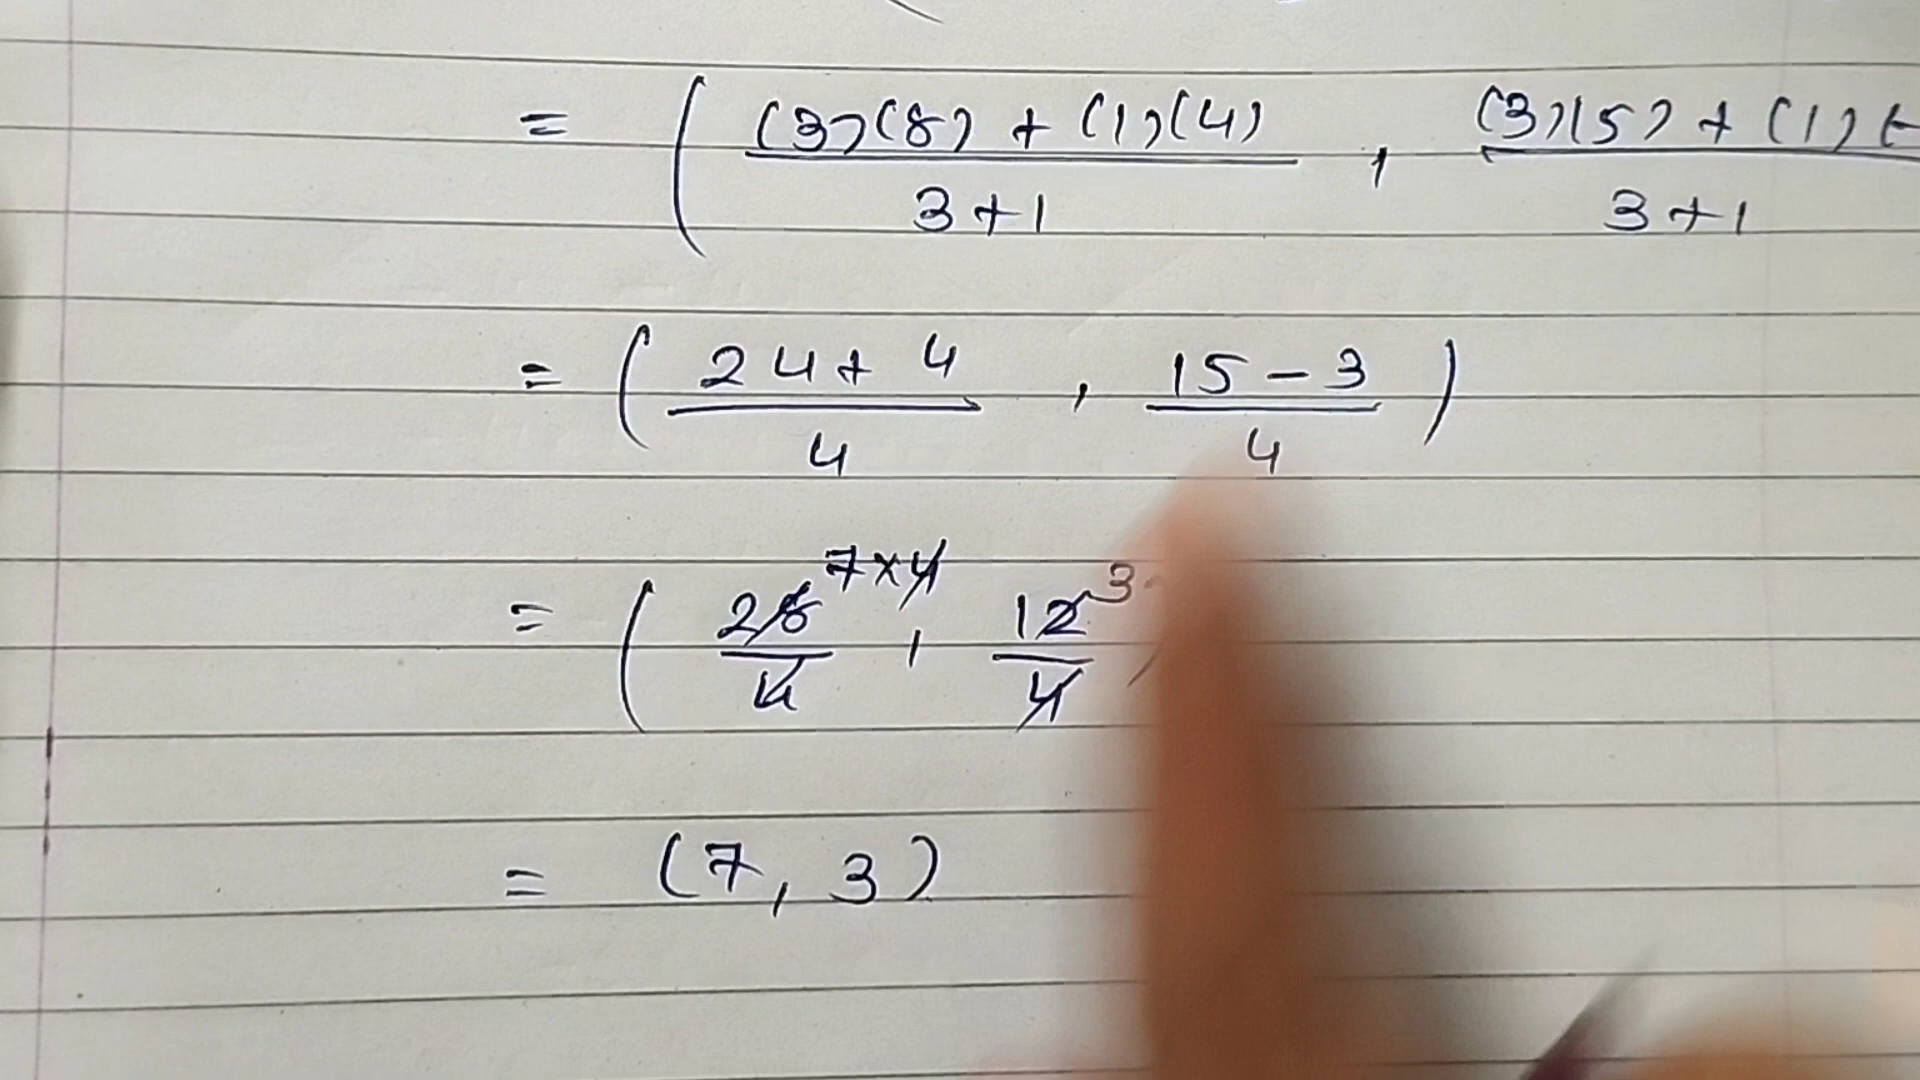 = ( (3)(8) + (1)(4) / 3+1 , (3)(5) + (1)(- / 3+1
= ( 24 + 4 / 4 , 15 - 3 / 4 )
= ( 28 / 4 7×4 , 12 / 4 3 )
= (7, 3)